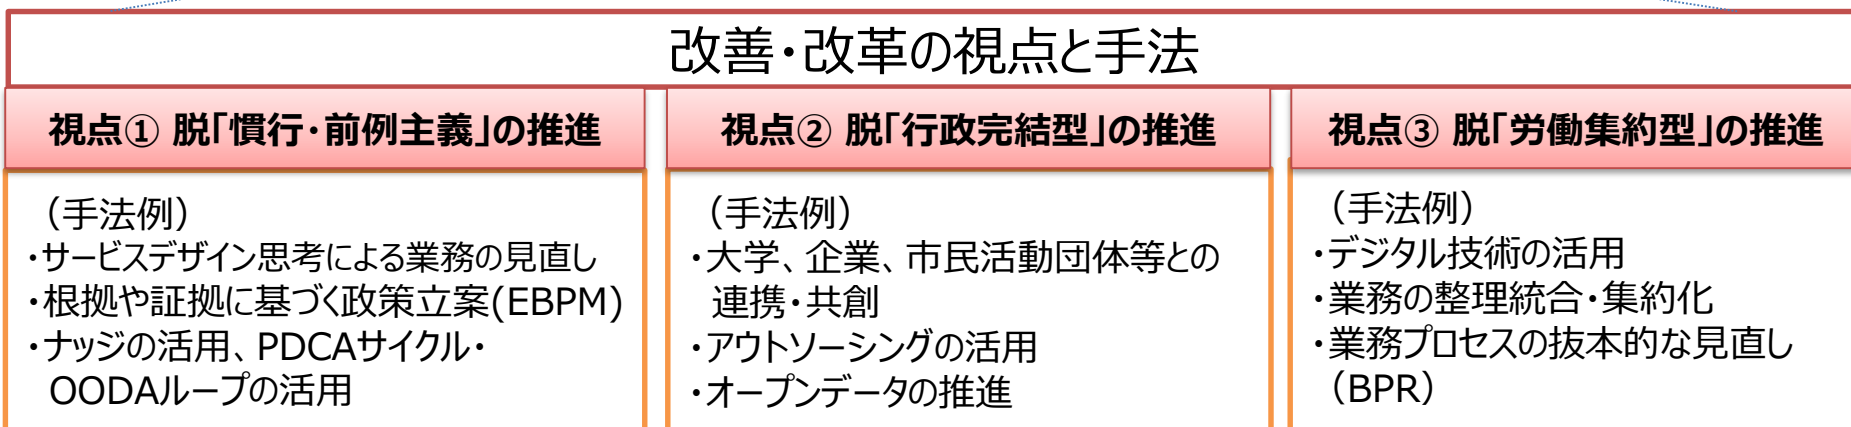 改善・改革の視点と手法
視点① 脱「慣行・前例主義」の推進
（手法例）
・サービスデザイン思考による業務の見直し
・根拠や証拠に基づく政策立案(EBPM)
・ナッジの活用、PDCAサイクル・
OODAループの活用
視点② 脱「行政完結型」の推進
（手法例）
・大学、企業、市民活動団体等との
連携・共創
・アウトソーシングの活用
・オープンデータの推進
視点③ 脱「労働集約型」の推進
（手法例）
・デジタル技術の活用
・業務の整理統合・集約化
・業務プロセスの抜本的な見直し
（BPR）